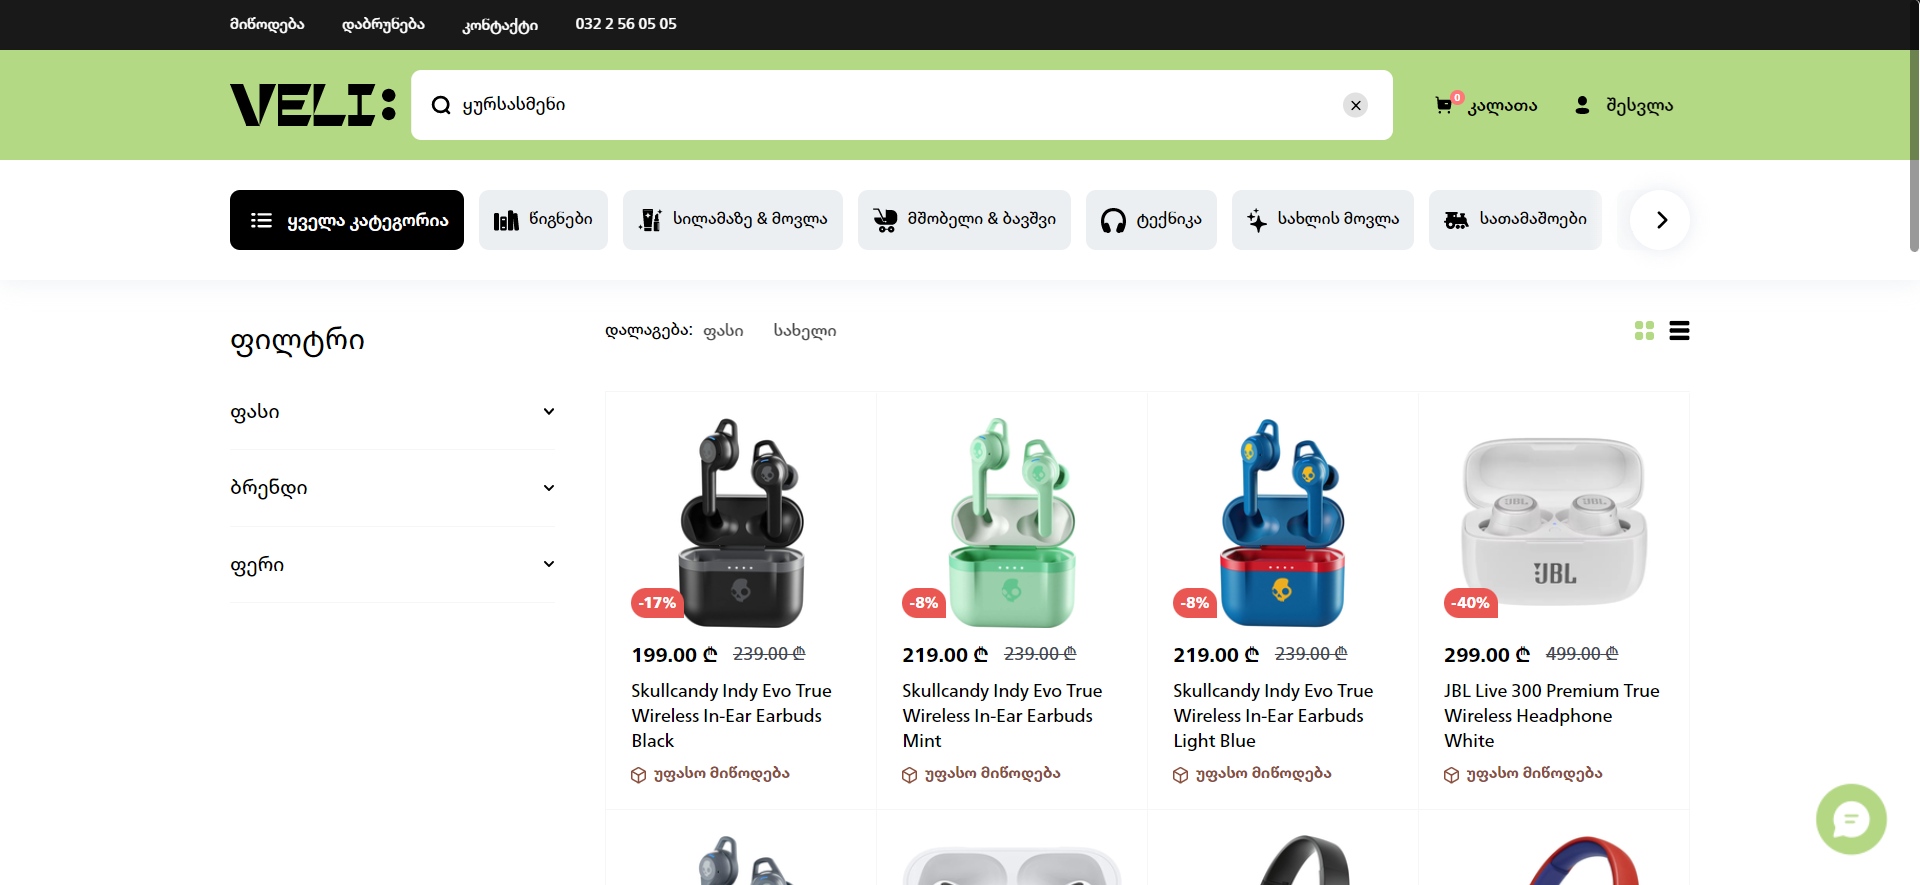 მიწოდება
დაბრუნება
კონტაქტი
032 2 56 05 05
VELI:
ყურსასმენი
0
კალათა
შესვლა
ყველა კატეგორია
წიგნები
სილამაზე & მოვლა
მშობელი & ბავშვი
ტექნიკა
სახლის მოვლა
სათამაშოები
ფილტრი
დალაგება:
ფასი
სახელი
ფასი
ბრენდი
ფერი
-17%
199.00 ₾ 239.00 ₾
Skullcandy Indy Evo True
Wireless In-Ear Earbuds
Black
უფასო მიწოდება
-8%
219.00 ₾ 239.00 ₾
Skullcandy Indy Evo True
Wireless In-Ear Earbuds
Mint
უფასო მიწოდება
-8%
219.00 ₾ 239.00 ₾
Skullcandy Indy Evo True
Wireless In-Ear Earbuds
Light Blue
უფასო მიწოდება
JBL
JBL
JBL
-40%
299.00 ₾ 499.00 ₾
JBL Live 300 Premium True
Wireless Headphone
White
უფასო მიწოდება